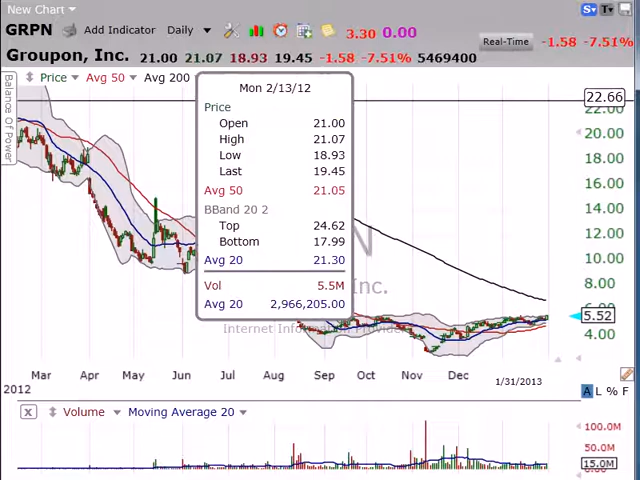 New Chart
S T
GRPN Add Indicator Daily 3.30 0.00
Real-Time -1.58 -7.51%
Groupon, Inc. 21.00 21.07 18.93 19.45 -1.58 -7.51% 5469400
Balance Of Power
Price Avg 50 Avg 200
Mon 2/13/12
Price
Open 21.00
High 21.07
Low 18.93
Last 19.45
Avg 50 21.05
BBand 20 2
Top 24.62
Bottom 17.99
Avg 20 21.30
Vol 5.5M
Avg 20 2,966,205.00
N
Inc.
Internet Information Provide
22.66
20.00
18.00
16.00
14.00
12.00
10.00
8.00
6.00
5.52
4.00
Mar Apr May Jun Jul Aug Sep Oct Nov Dec 1/31/2013
2012
A L % F
x Volume Moving Average 20
100.0M
50.0M
15.0M